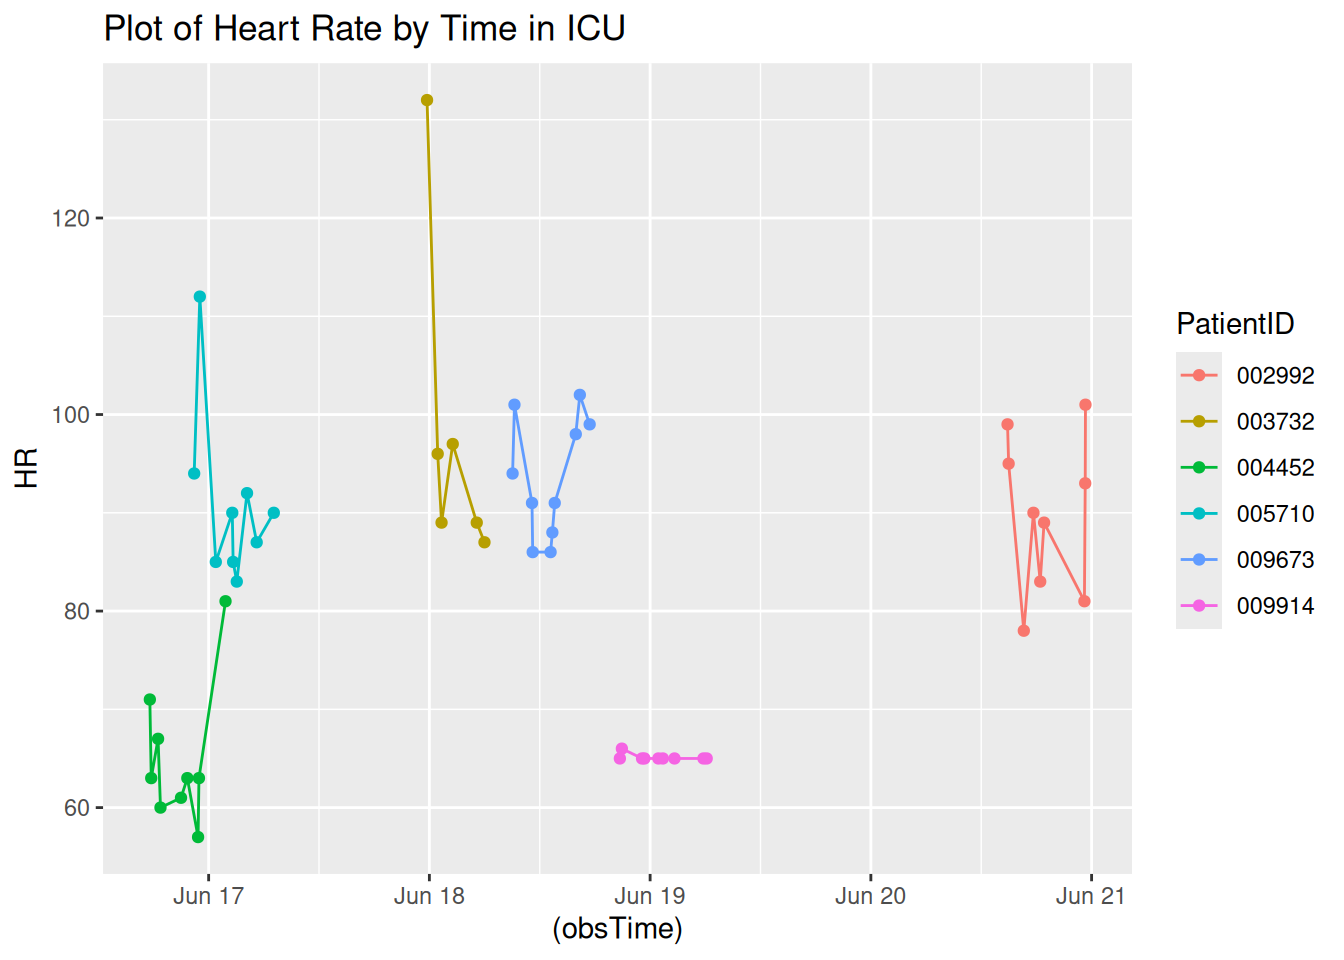 Plot of Heart Rate by Time in ICU
HR
120
100
80
60
Jun 17 Jun 18 Jun 19 Jun 20 Jun 21
(obsTime)
PatientID
002992
003732
004452
005710
009673
009914